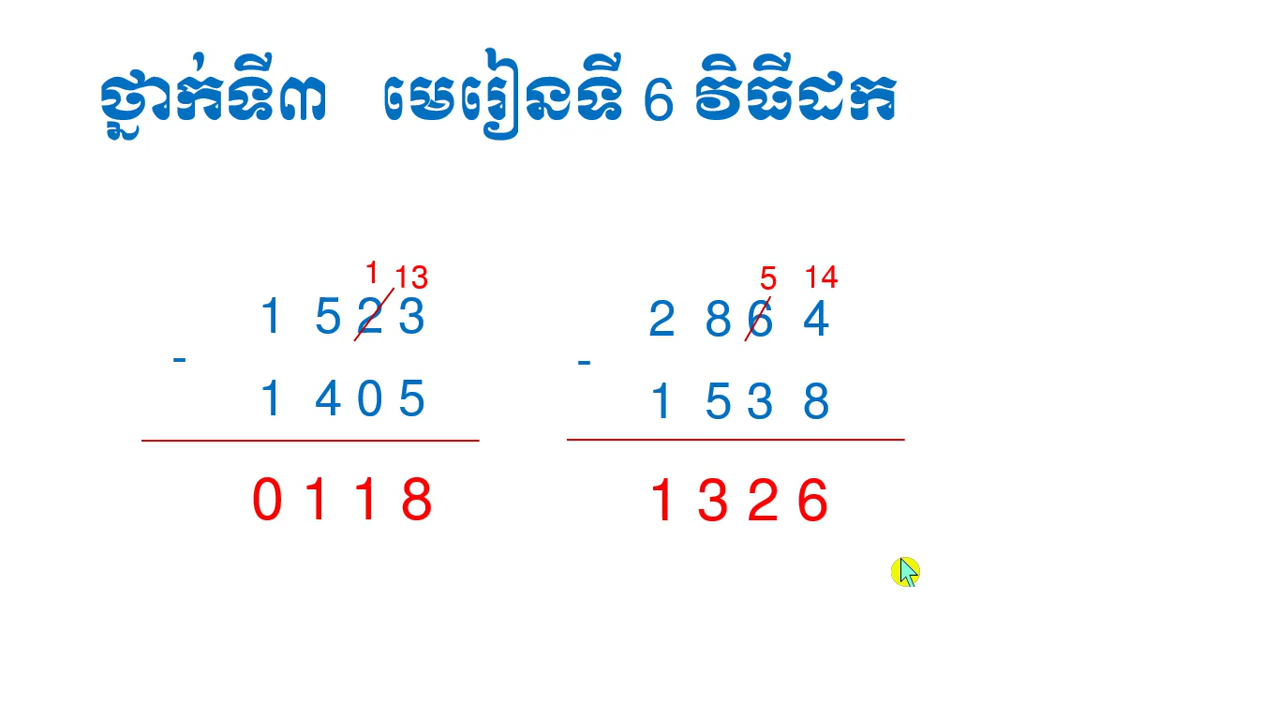 ថ្នាក់ទី៣ មេរៀនទី 6 វិធីដក
1 13 5 14
1 5 2 3 2 8 6 4
- -
1 4 0 5 1 5 3 8
0 1 1 8 1 3 2 6